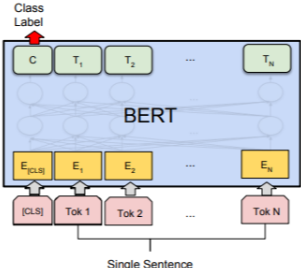 Class
Label
C T1 T2 ... TN
BERT
E[CLS] E1 E2 ... EN
[CLS] Tok 1 Tok 2 ... Tok N
Single Sentence